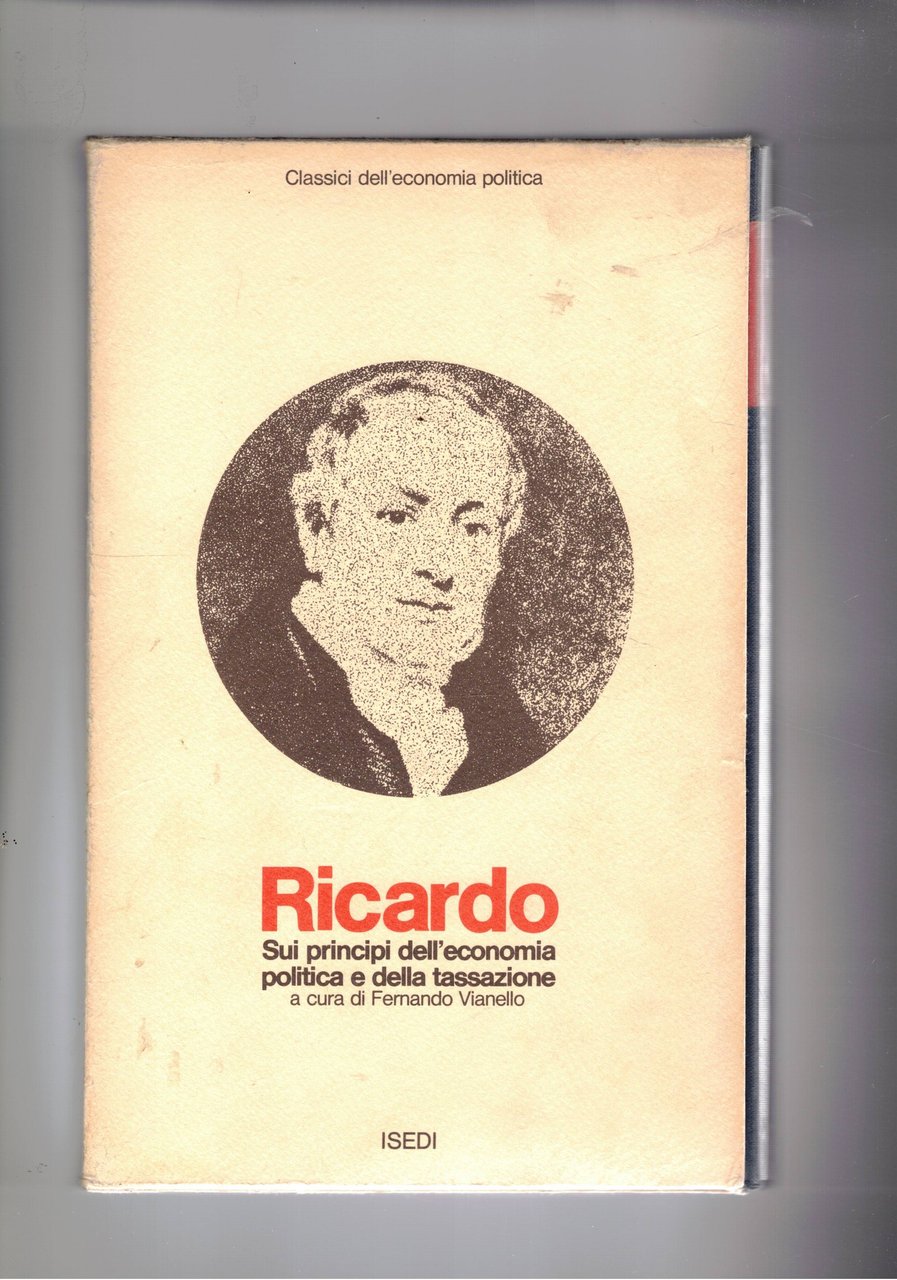 Classici dell'economia politica
Ricardo
Sui principi dell'economia
politica e della tassazione
a cura di Fernando Vianello
ISEDI